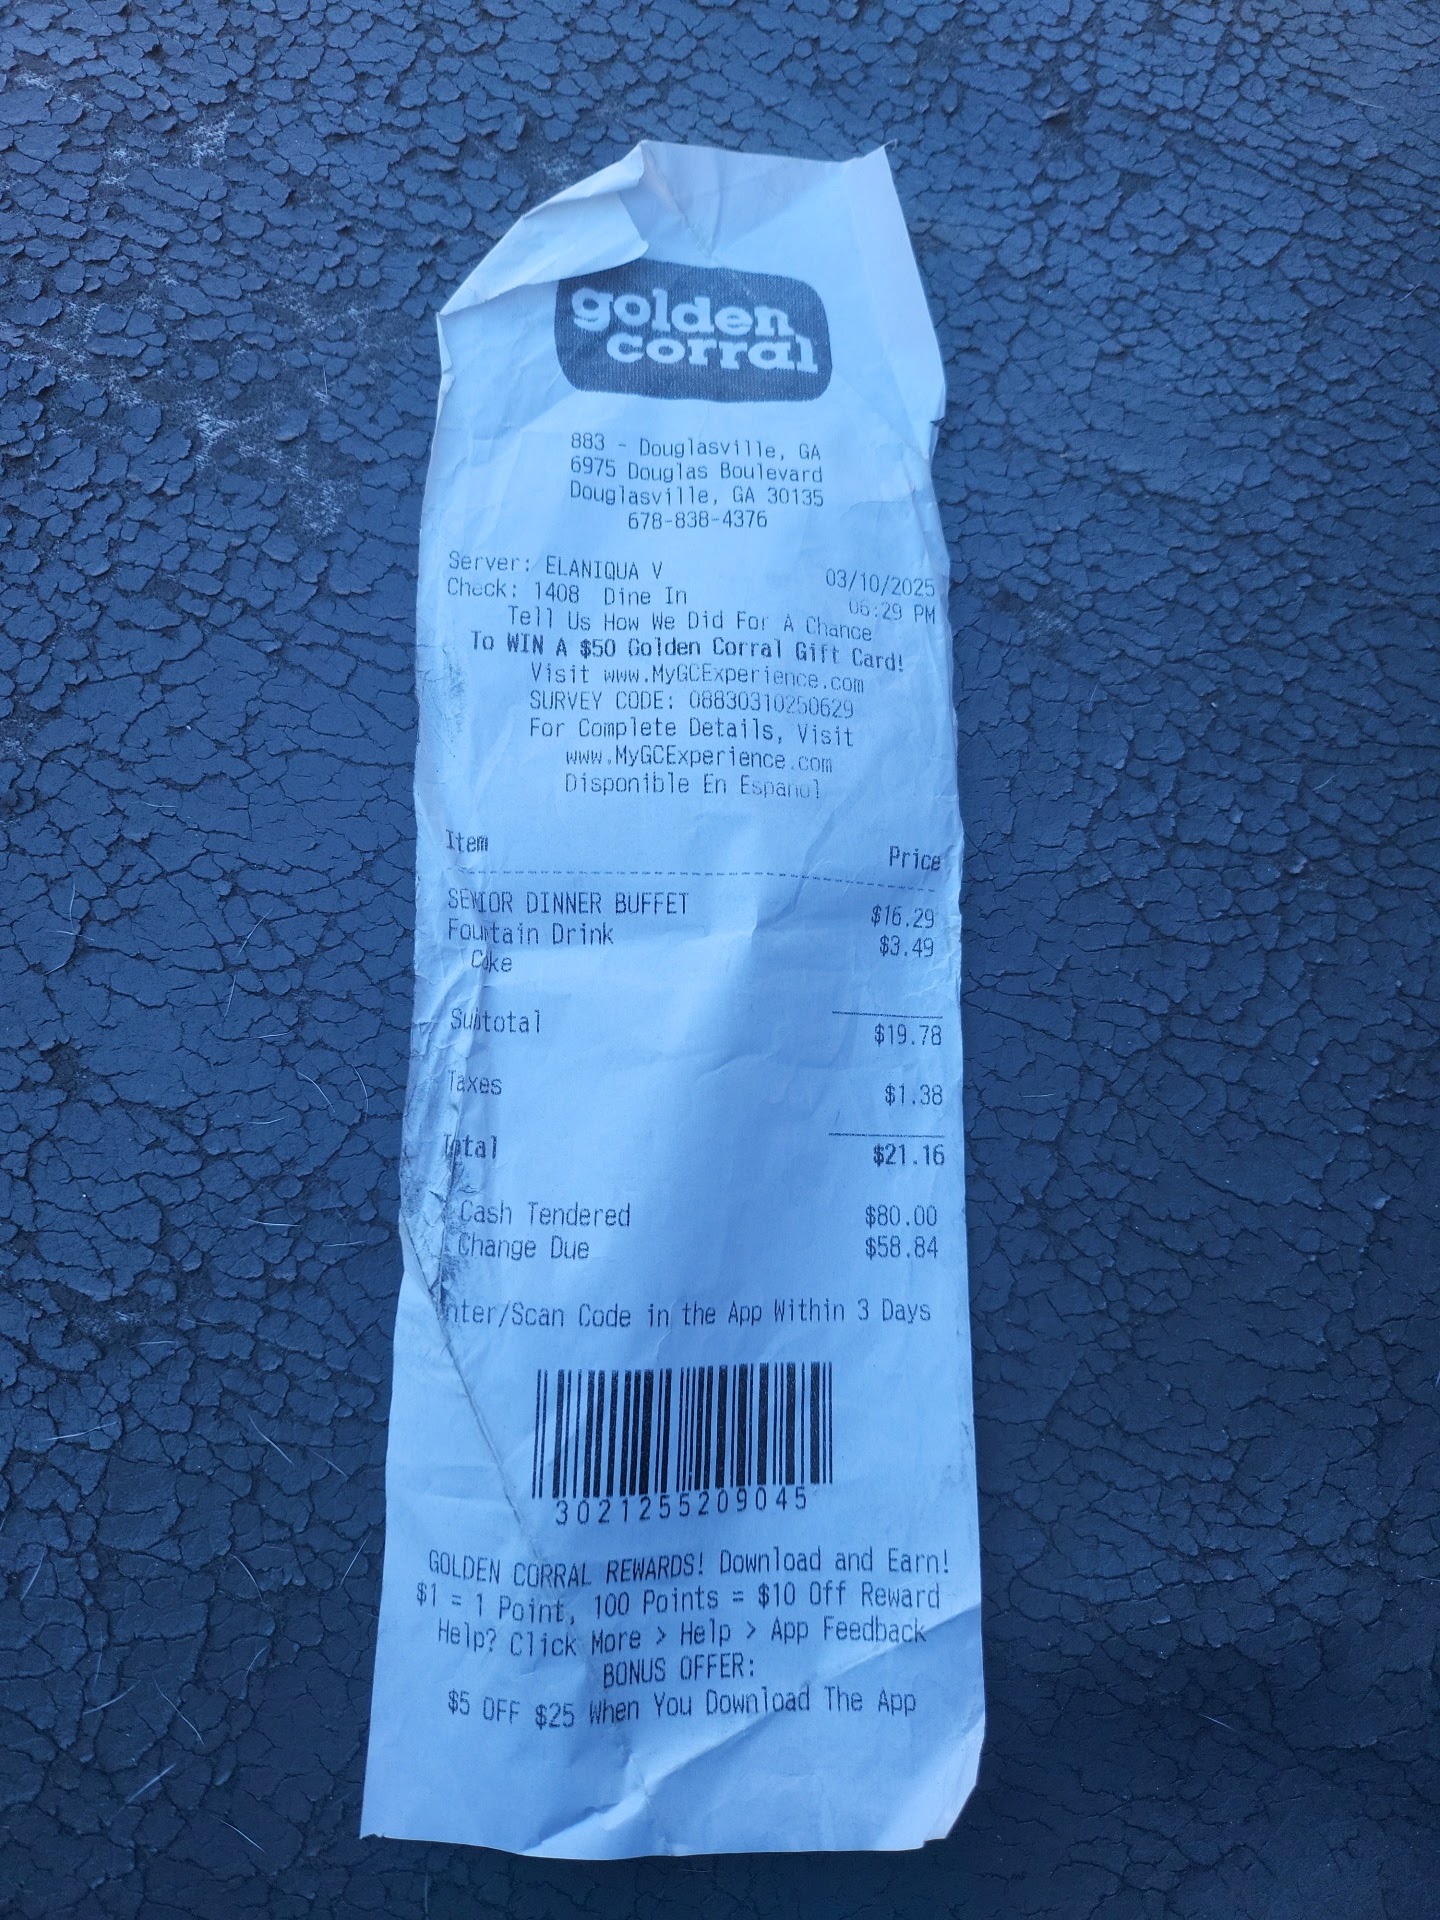 golden
corral
883 - Douglasville, GA
6975 Douglas Boulevard
Douglasville, GA 30135
678-838-4376
Server: ELANIQUA V 03/10/2025
Check: 1408 Dine In 06:29 PM
Tell Us How We Did For A Chance
To WIN A $50 Golden Corral Gift Card!
Visit www.MyGCExperience.com
SURVEY CODE: 08830310250629
For Complete Details, Visit
www.MyGCExperience.com
Disponible En Espanol
Item Price
SENIOR DINNER BUFFET $16.29
Fountain Drink $3.49
Coke
Subtotal $19.78
Taxes $1.38
Total $21.16
Cash Tendered $80.00
Change Due $58.84
Enter/Scan Code in the App Within 3 Days
3021255209045
GOLDEN CORRAL REWARDS! Download and Earn!
$1 = 1 Point, 100 Points = $10 Off Reward
Help? Click More > Help > App Feedback
BONUS OFFER:
$5 OFF $25 When You Download The App